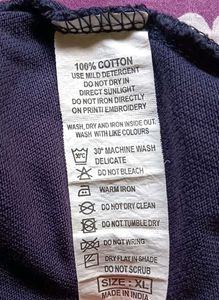 100% COTTON
USE MILD DETERGENT
DO NOT DRY IN
DIRECT SUNLIGHT
DO NOT IRON DIRECTLY
ON PRINT/EMBROIDERY
WASH, DRY AND IRON INSIDE OUT.
WASH WITH LIKE COLOURS
30° MACHINE WASH
DELICATE
DO NOT BLEACH
WARM IRON
DO NOT DRY CLEAN
DO NOT TUMBLE DRY
DO NOT WRING
DRY FLAT IN SHADE
DO NOT SCRUB
SIZE - XL
MADE IN INDIA